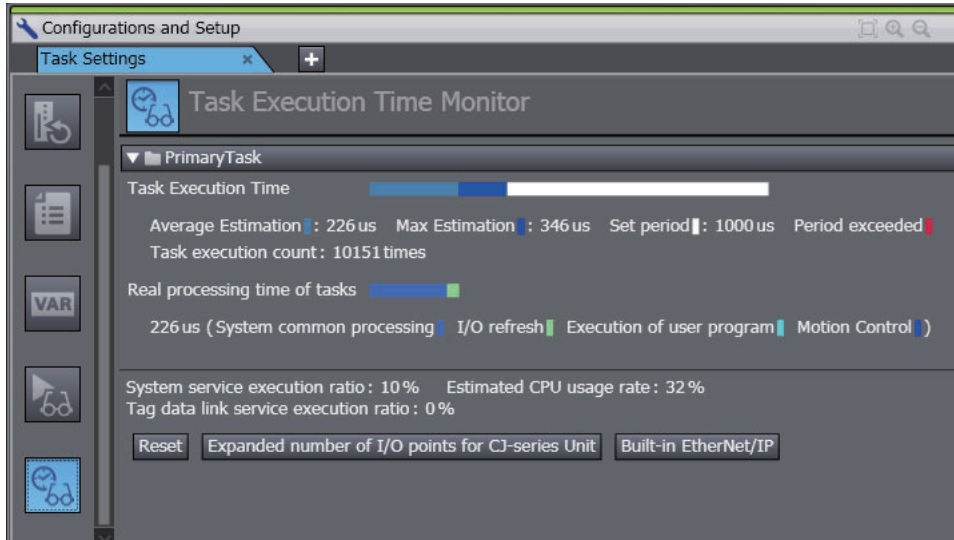 Configurations and Setup
Task Settings
Task Execution Time Monitor
PrimaryTask
Task Execution Time
Average Estimation : 226 us Max Estimation : 346 us Set period : 1000 us Period exceeded
Task execution count : 10151 times
Real processing time of tasks
226 us ( System common processing I/O refresh Execution of user program Motion Control )
VAR
System service execution ratio : 10 % Estimated CPU usage rate : 32 %
Tag data link service execution ratio : 0 %
Reset Expanded number of I/O points for CJ-series Unit Built-in EtherNet/IP